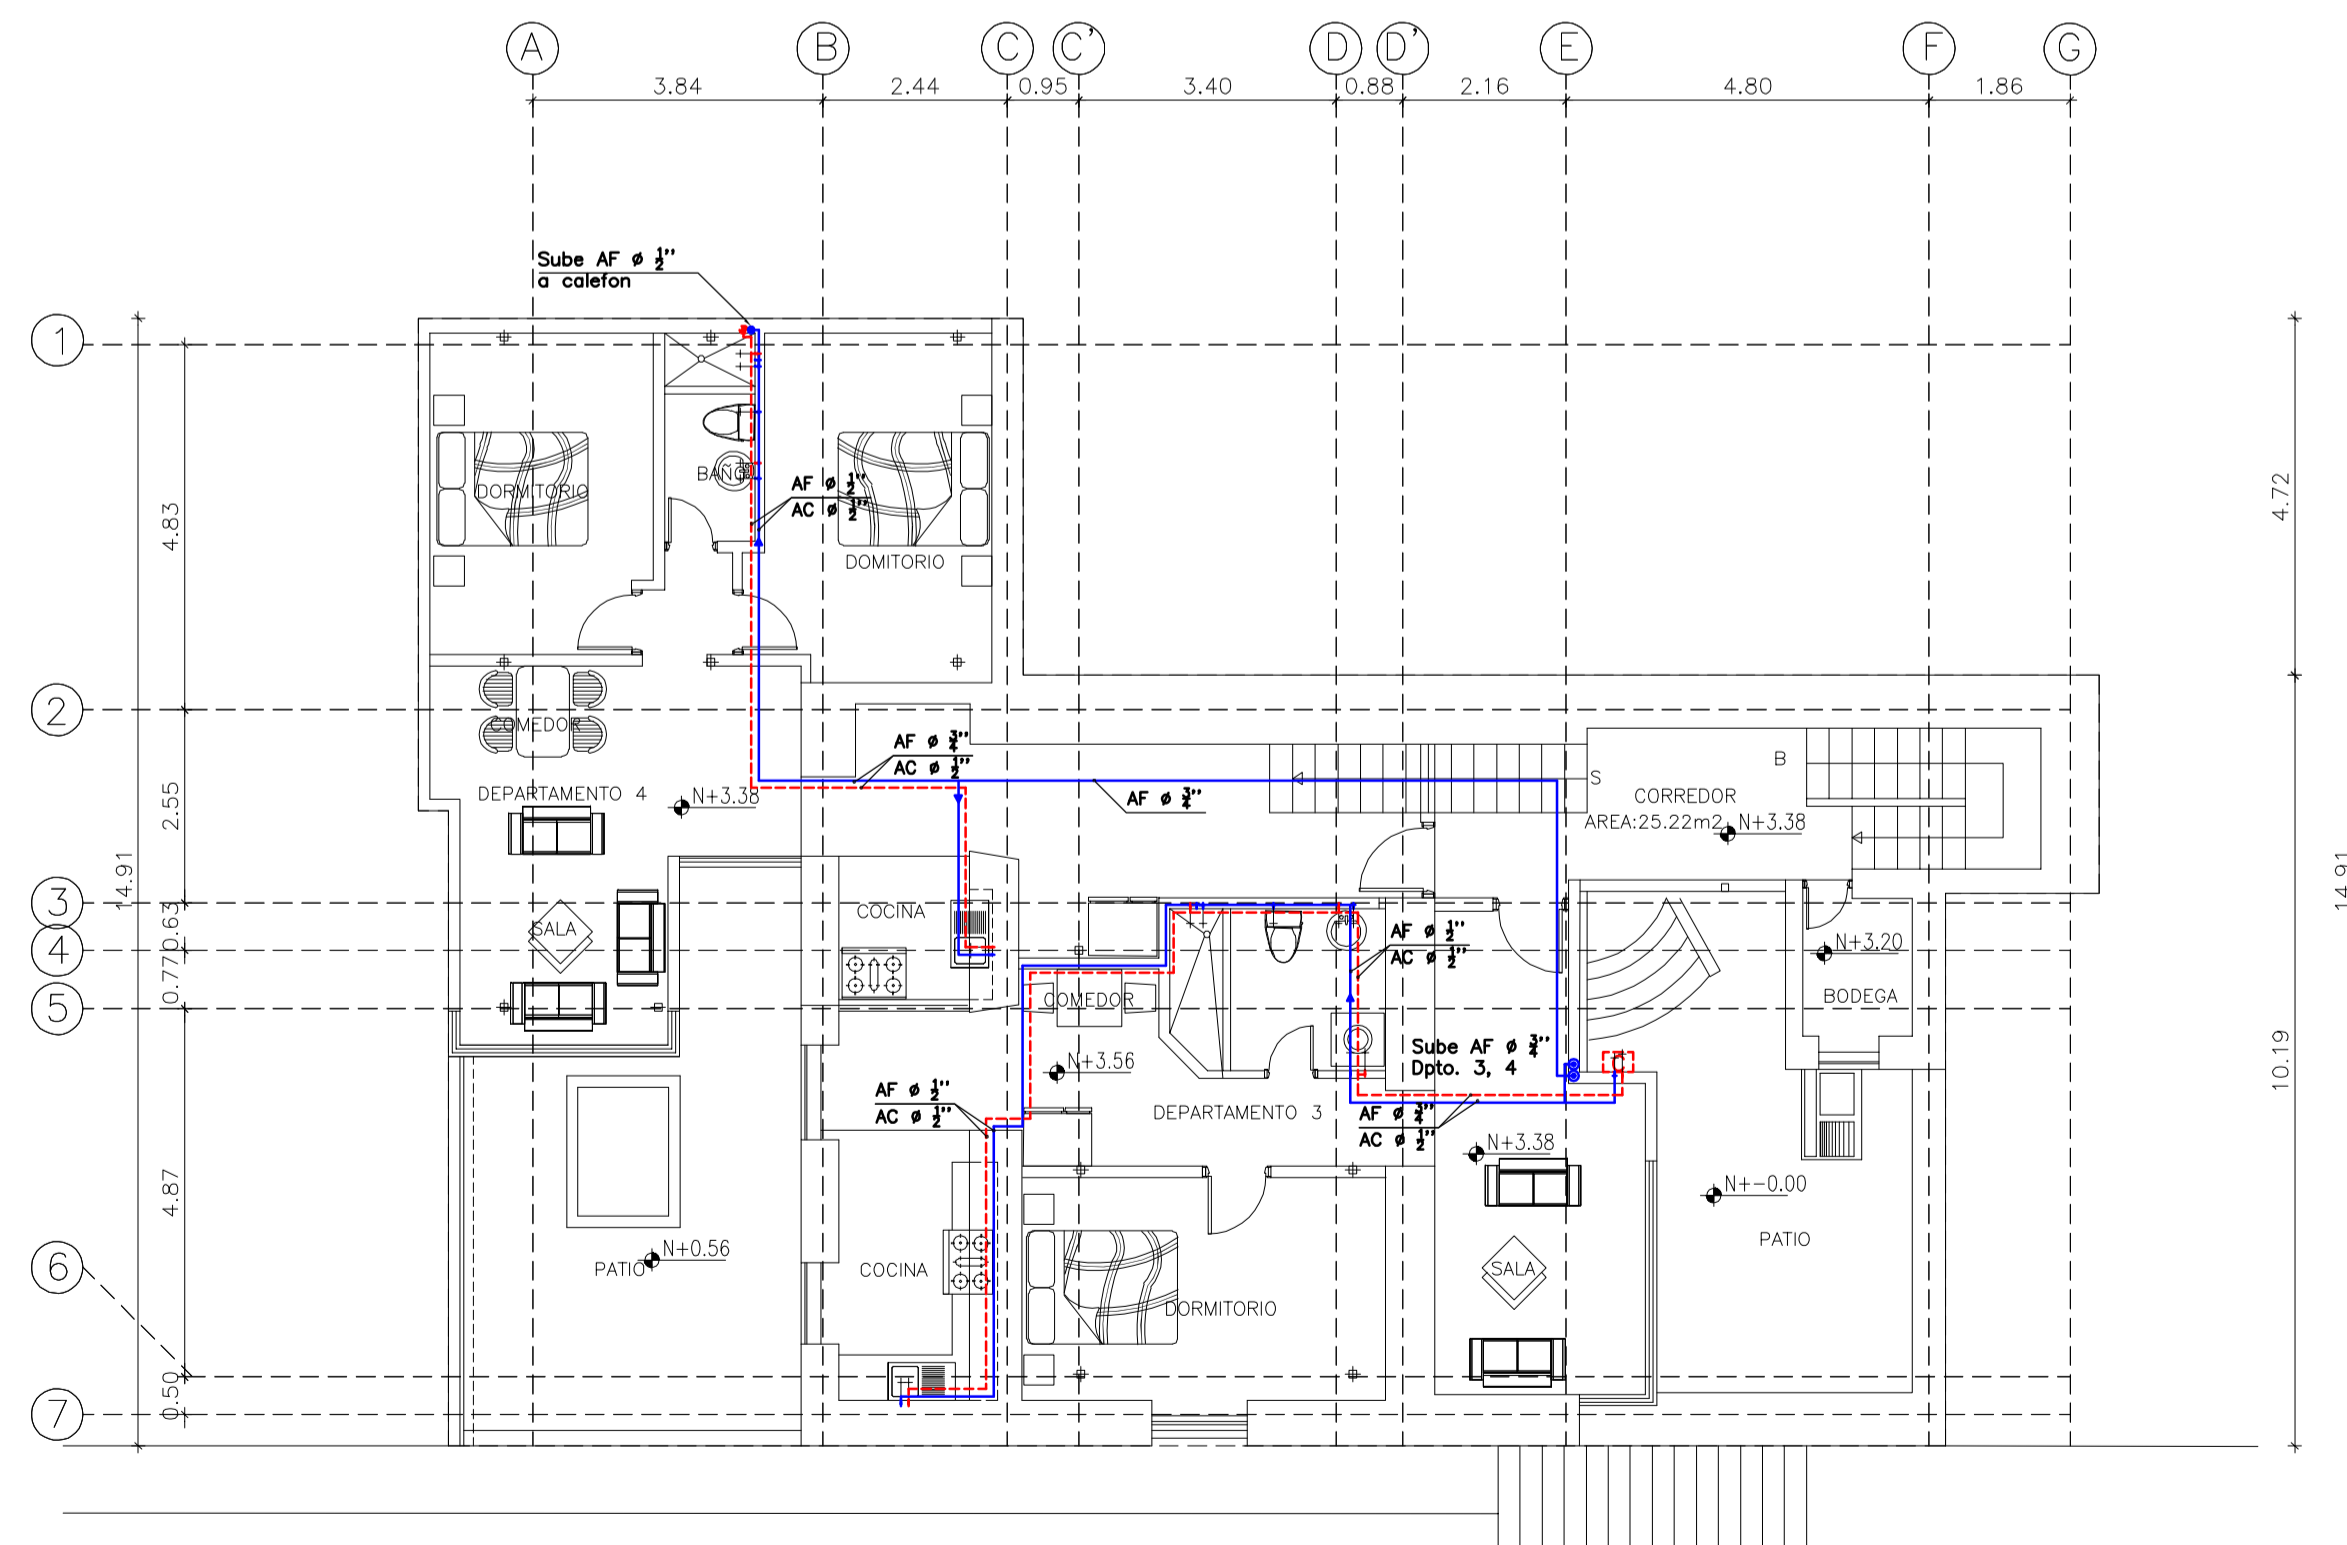 A B C C' D D' E F G
3.84 2.44 0.95 3.40 0.88 2.16 4.80 1.86
Sube AF ø 1/2''
a calefon
1
BAÑO
DORMITORIO
AF ø 1/2''
AC ø 1/2''
DOMITORIO
4.83
4.72
2
COMEDOR
AF ø 3/4''
AC ø 1/2''
DEPARTAMENTO 4
N+3.38
AF ø 3/4''
S
B
CORREDOR
AREA:25.22m2
N+3.38
2.55
14.91
14.91
3
0.63
COCINA
SALA
AF ø 1/2''
AC ø 1/2''
N+3.20
4
0.77
COMEDOR
BODEGA
5
N+3.56
Sube AF ø 3/4''
Dpto. 3, 4
C
10.19
AF ø 1/2''
AC ø 1/2''
DEPARTAMENTO 3
AF ø 3/4''
AC ø 1/2''
N+3.38
4.87
N+-0.00
PATIO
6
N+0.56
PATIO
COCINA
SALA
DORMITORIO
0.50
7